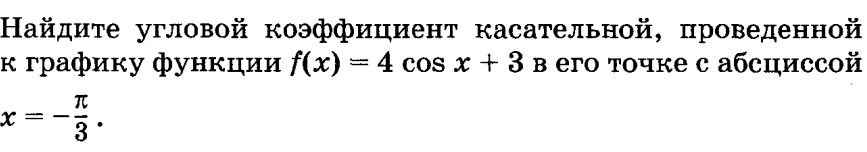 Найдите угловой коэффициент касательной, проведенной
к графику функции f(x) = 4 cos x + 3 в его точке с абсциссой
x = −π/3 .